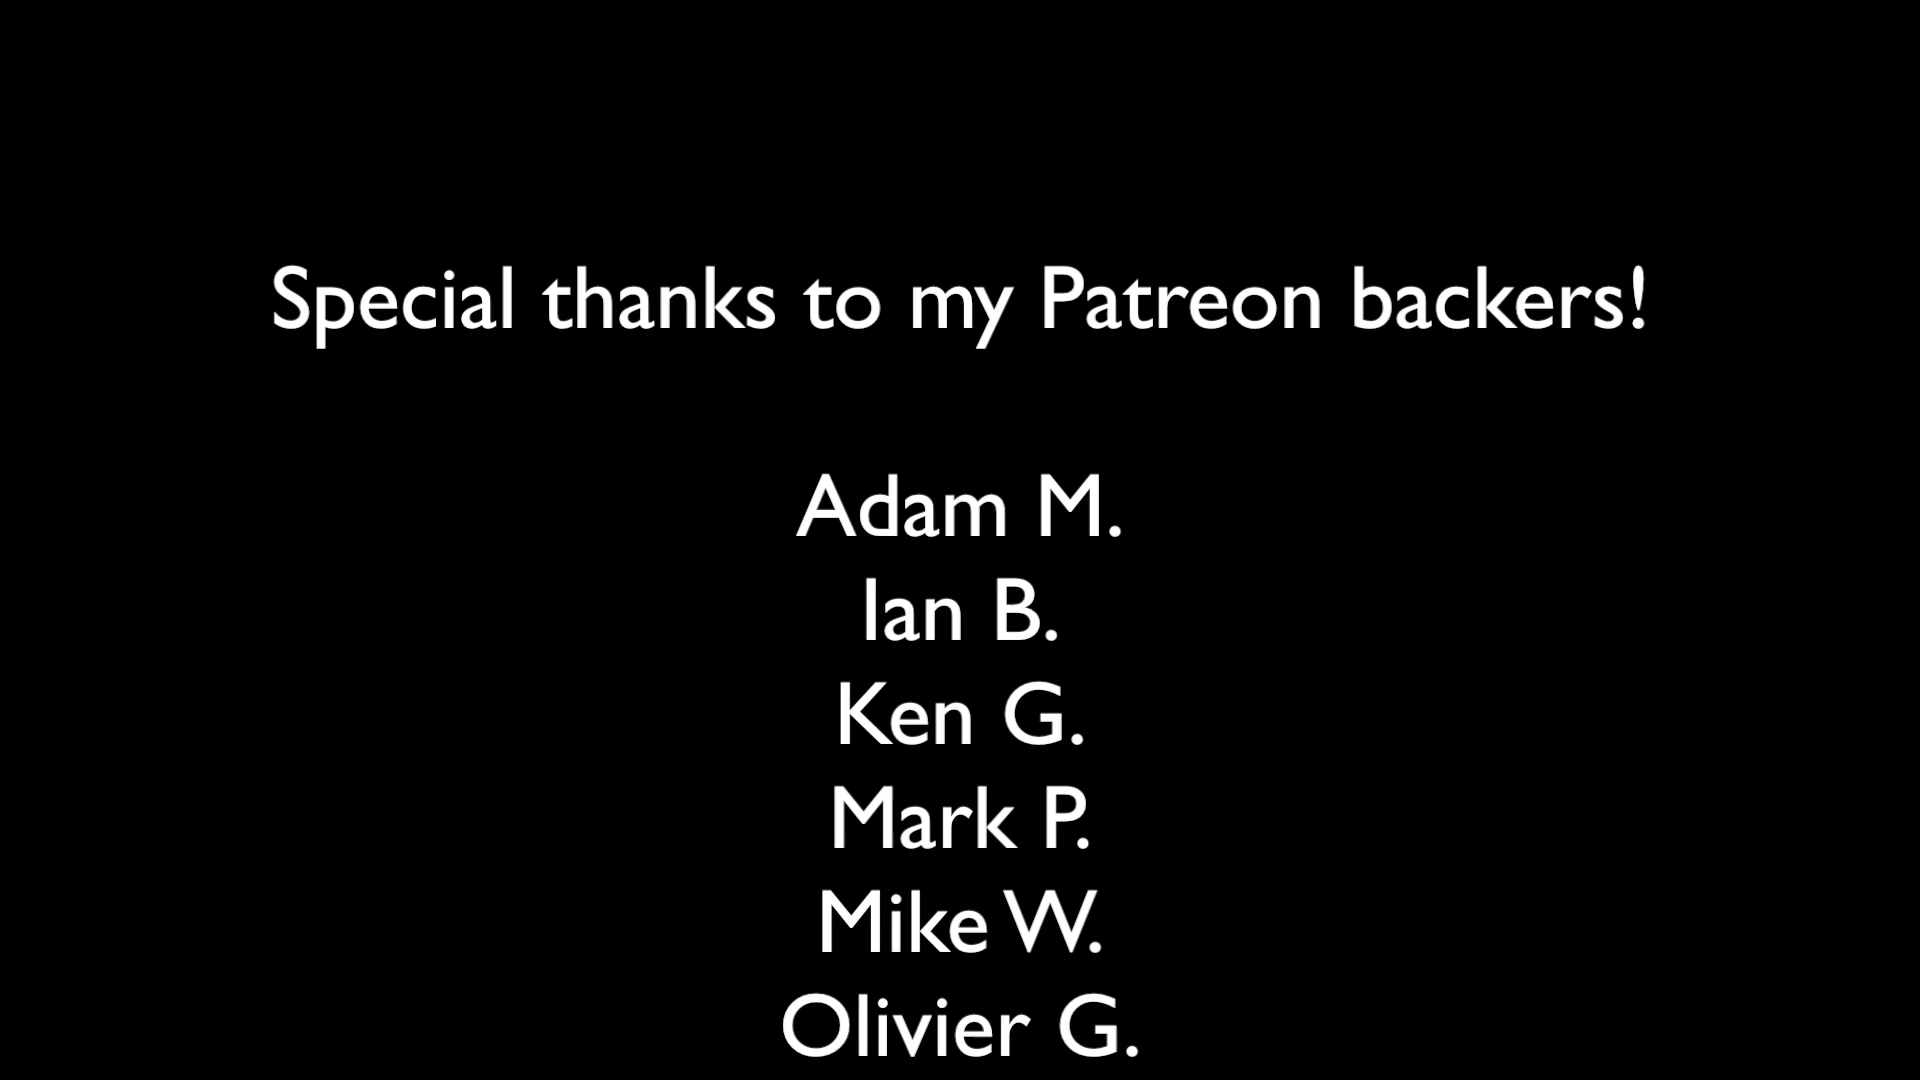 Special thanks to my Patreon backers!
Adam M.
Ian B.
Ken G.
Mark P.
Mike W.
Olivier G.